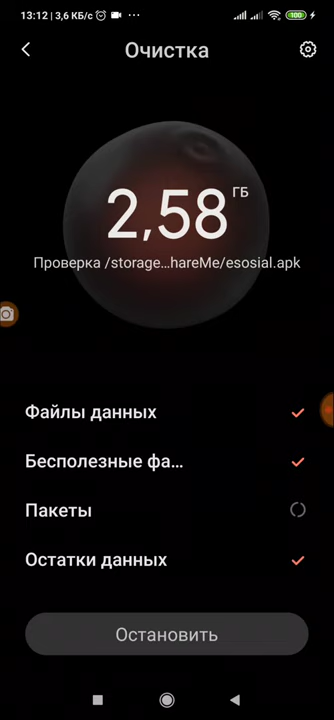 13:12 | 3,6 КБ/с ... 100
Очистка
2,58 ГБ
Проверка /storage...hareMe/esosial.apk
Файлы данных
Бесполезные фа...
Пакеты
Остатки данных
Остановить